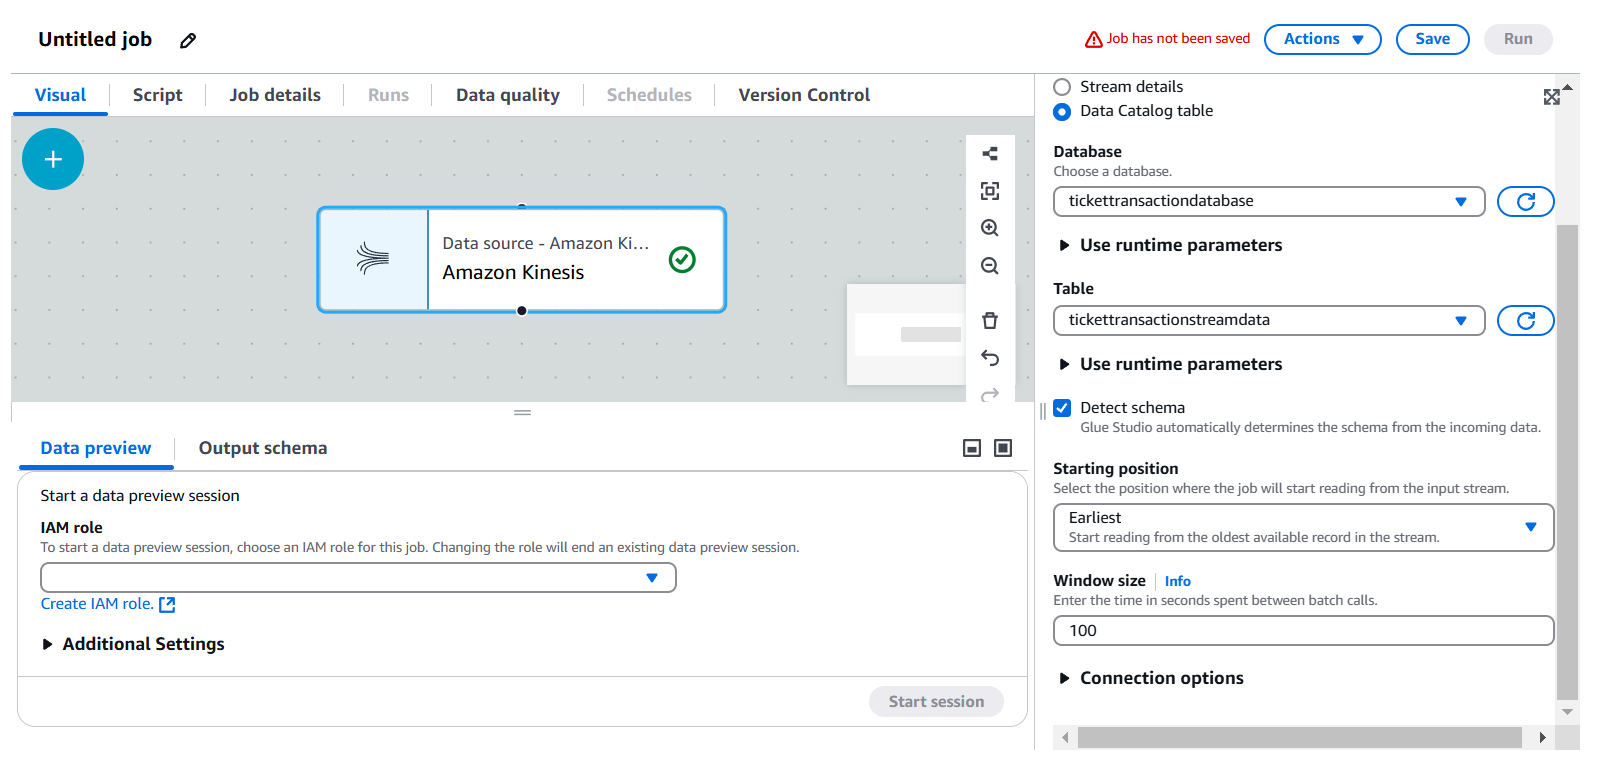 Untitled job
Job has not been saved
Actions
Save
Run
Visual
Script
Job details
Runs
Data quality
Schedules
Version Control
Data source - Amazon Ki...
Amazon Kinesis
Data preview
Output schema
Start a data preview session
IAM role
To start a data preview session, choose an IAM role for this job. Changing the role will end an existing data preview session.
Create IAM role.
Additional Settings
Start session
Stream details
Data Catalog table
Database
Choose a database.
tickettransactiondatabase
Use runtime parameters
Table
tickettransactionstreamdata
Use runtime parameters
Detect schema
Glue Studio automatically determines the schema from the incoming data.
Starting position
Select the position where the job will start reading from the input stream.
Earliest
Start reading from the oldest available record in the stream.
Window size
Info
Enter the time in seconds spent between batch calls.
100
Connection options